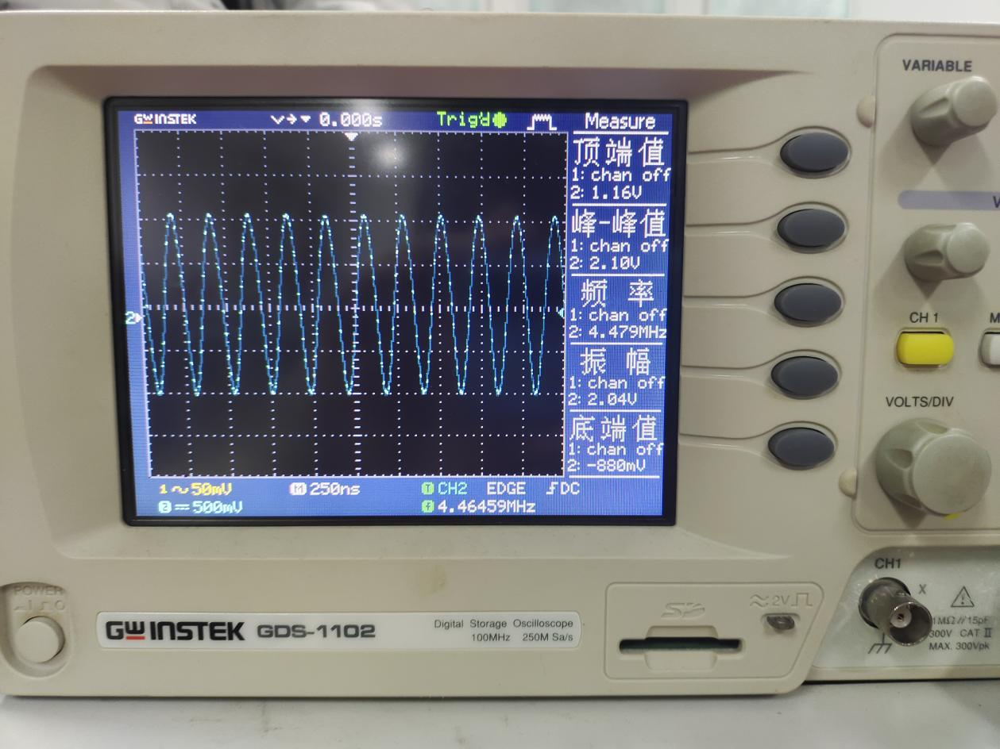 GW INSTEK 0.000s Trig'd Measure
顶端值
1: chan off
2: 1.16V
峰-峰值
1: chan off
2: 2.10V
频 率
1: chan off
2: 4.479MHz
振 幅
1: chan off
2: 2.04V
底端值
1: chan off
2: -880mV
2
1 50mV M 250ns T CH2 EDGE DC
2 500mV f 4.46459MHz
VARIABLE
V
CH 1
M
VOLTS/DIV
CH1
X
1MΩ//15pF
300V CAT II
MAX. 300Vpk
POWER
GW INSTEK GDS-1102
Digital Storage Oscilloscope
100MHz 250M Sa/s
SD
≈2V